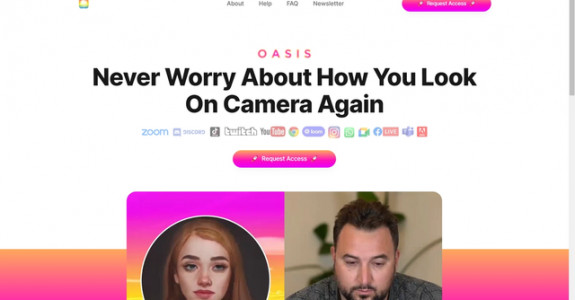 About Help FAQ Newsletter Request Access
OASIS
Never Worry About How You Look
On Camera Again
zoom DISCORD twitch YouTube loom LIVE
Request Access